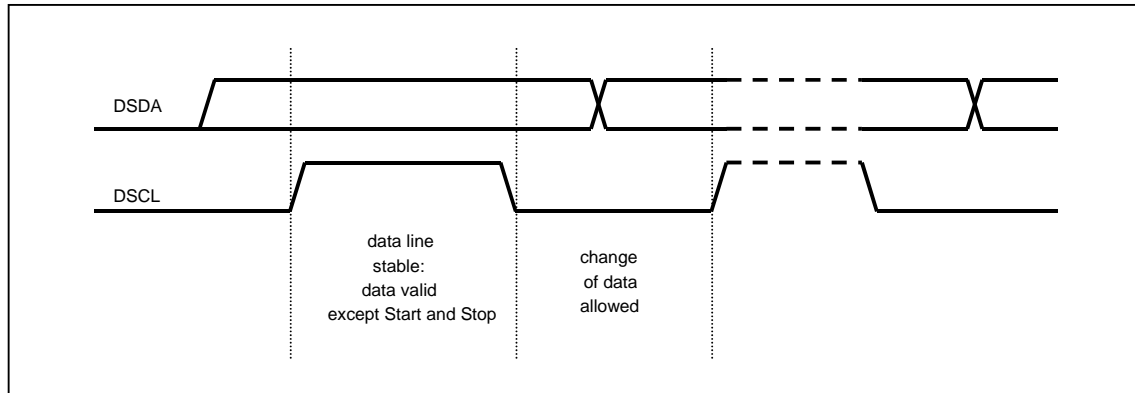 DSDA
DSCL
data line
stable:
data valid
except Start and Stop
change
of data
allowed